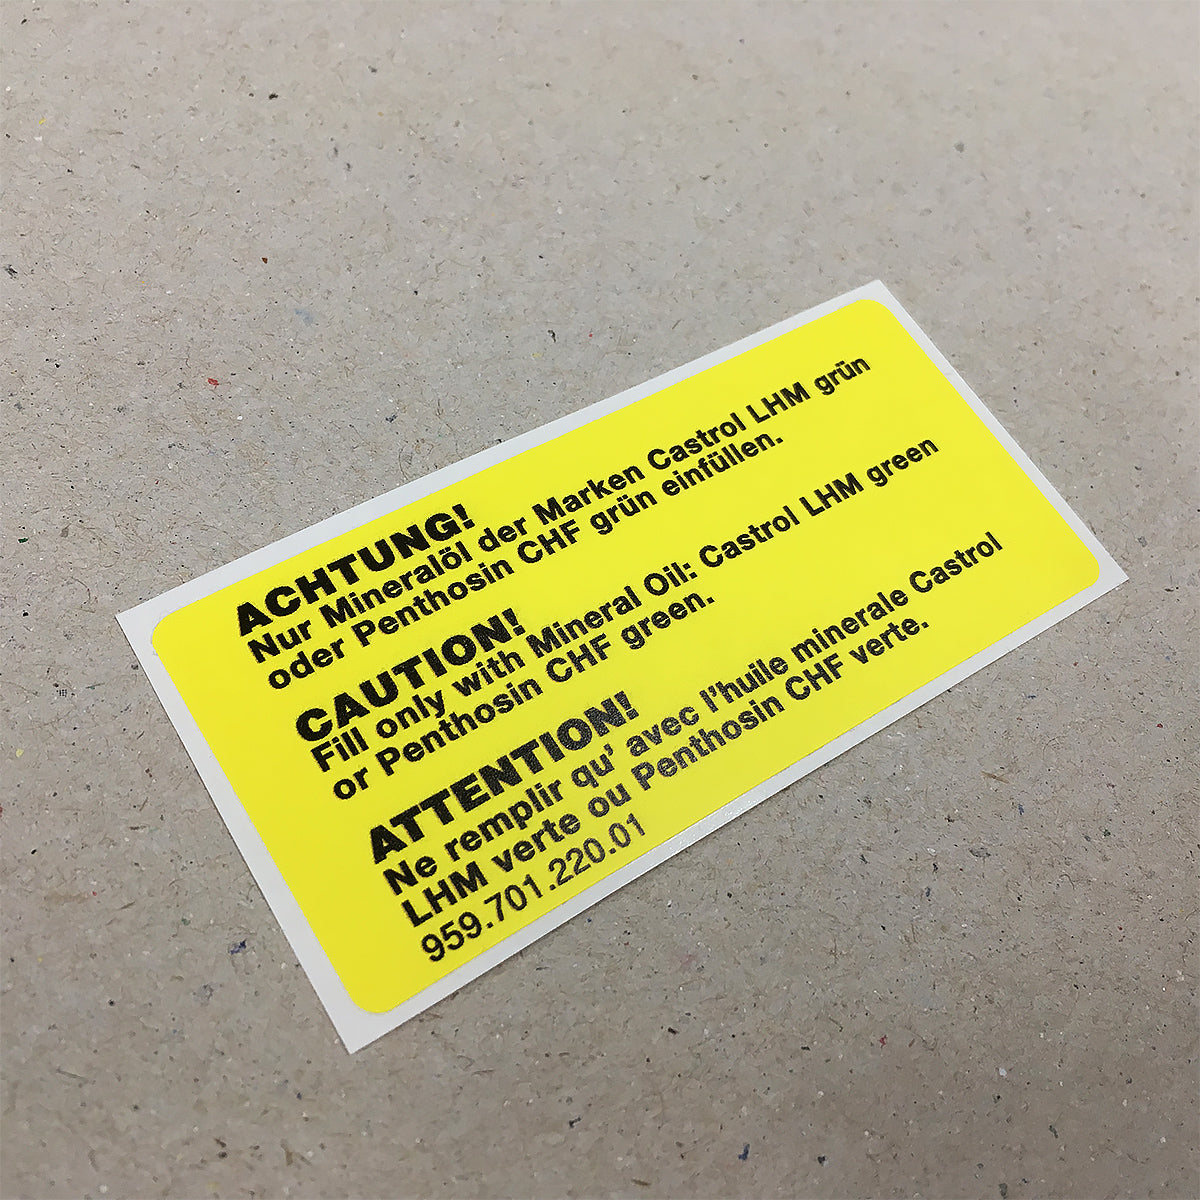 ACHTUNG!
Nur Mineralöl der Marken Castrol LHM grün
oder Penthosin CHF grün einfüllen.
CAUTION!
Fill only with Mineral Oil: Castrol LHM green
or Penthosin CHF green.
ATTENTION!
Ne remplir qu' avec l'huile minerale Castrol
LHM verte ou Penthosin CHF verte.
959.701.220.01